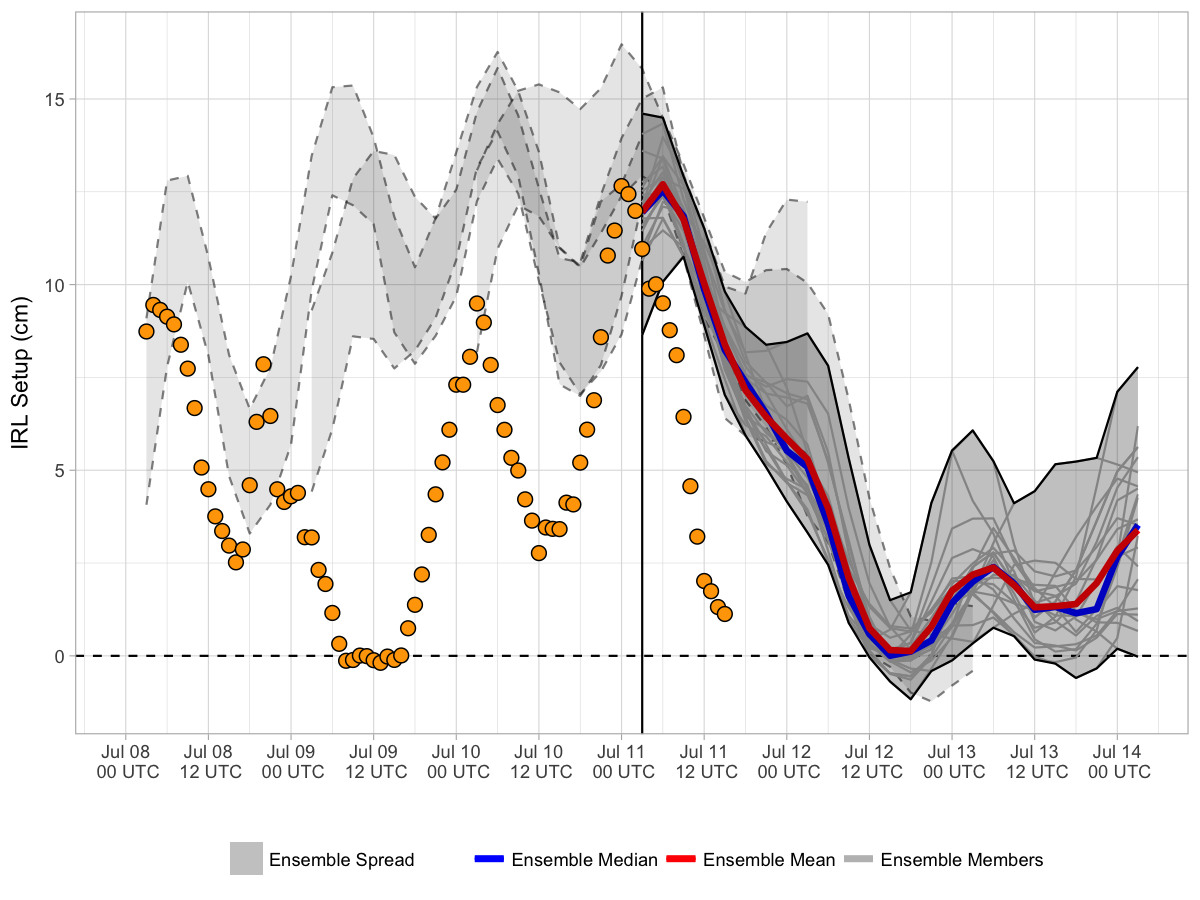 IRL Setup (cm)
15
10
5
0
Jul 08 Jul 08 Jul 09 Jul 09 Jul 10 Jul 10 Jul 11 Jul 11 Jul 12 Jul 12 Jul 13 Jul 13 Jul 14
00 UTC 12 UTC 00 UTC 12 UTC 00 UTC 12 UTC 00 UTC 12 UTC 00 UTC 12 UTC 00 UTC 12 UTC 00 UTC
Ensemble Spread Ensemble Median Ensemble Mean Ensemble Members